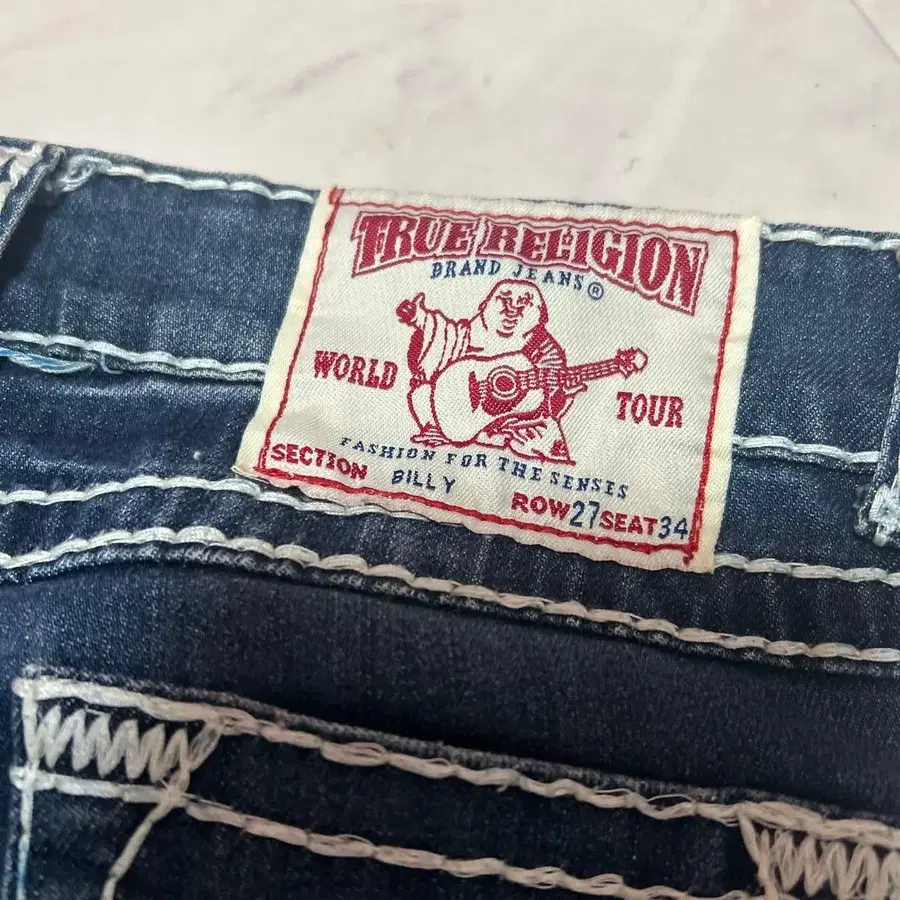 TRUE RELIGION
BRAND JEANS®
WORLD TOUR
FASHION FOR THE SENSES
SECTION BILLY ROW 27 SEAT 34